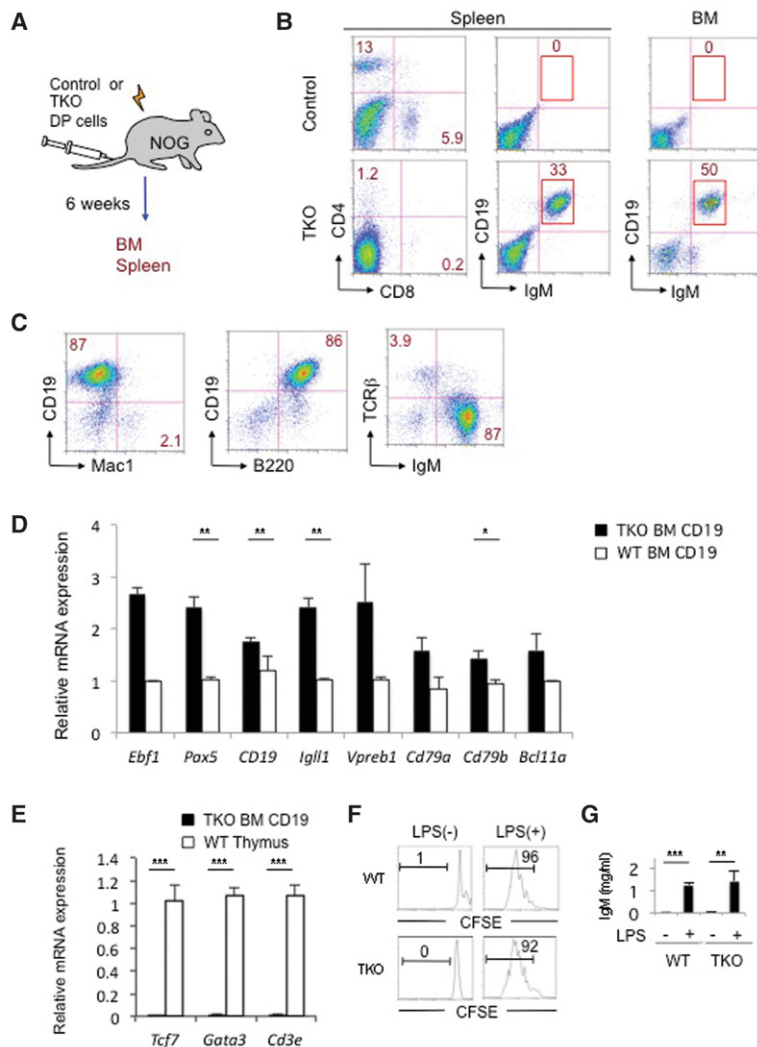 A
Control or
TKO
DP cells
NOG
6 weeks
BM
Spleen
B
Spleen
BM
Control
13
5.9
0
0
TKO
1.2
0.2
33
50
CD4
CD8
CD19
IgM
CD19
IgM
C
87
2.1
CD19
Mac1
86
CD19
B220
3.9
87
TCRβ
IgM
D
Relative mRNA expression
4
3
2
1
0
** ** ** *
TKO BM CD19
WT BM CD19
Ebf1 Pax5 CD19 Igll1 Vpreb1 Cd79a Cd79b Bcl11a
E
TKO BM CD19
WT Thymus
Relative mRNA expression
1.4
1.2
1
0.8
0.6
0.4
0.2
0
*** *** ***
Tcf7 Gata3 Cd3e
F
LPS(-) LPS(+)
WT
1
96
CFSE
TKO
0
92
CFSE
G
*** **
IgM (mg/ml)
2
1
0
LPS - + - +
WT TKO